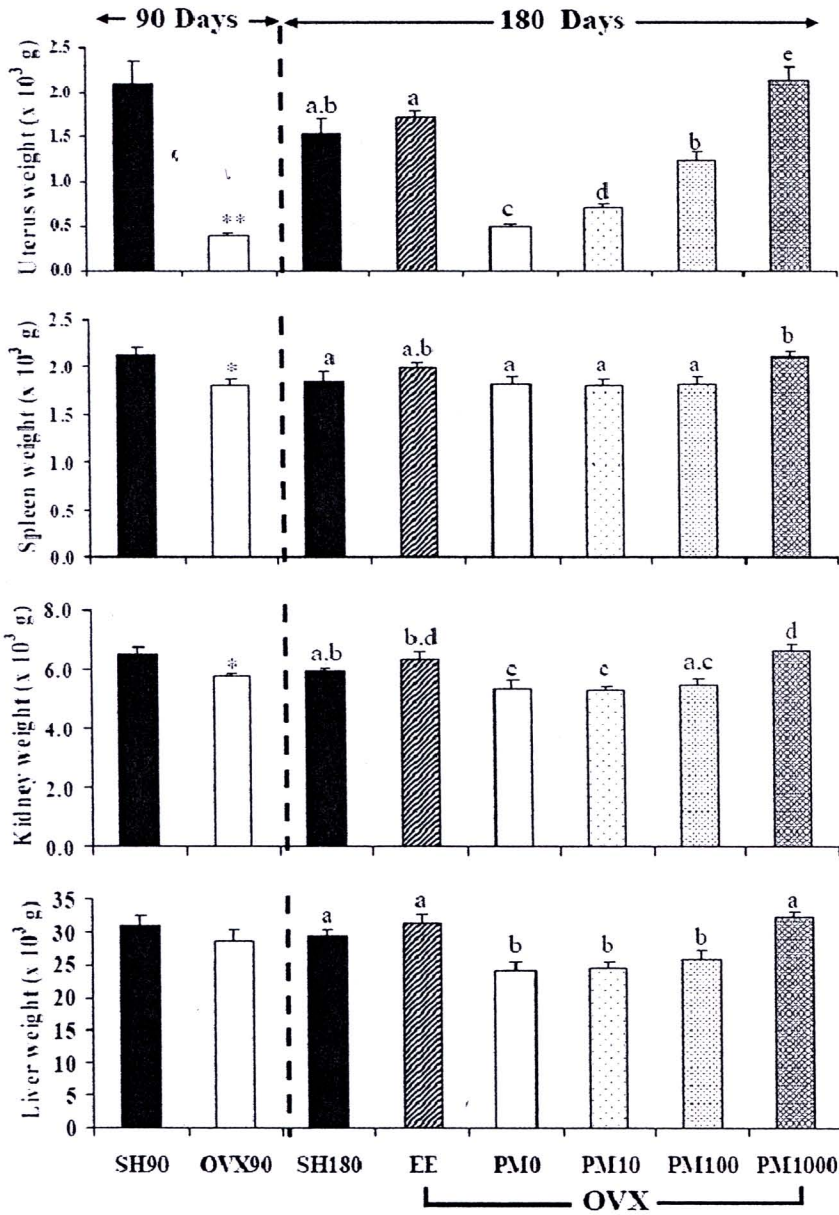 90 Days 180 Days
Uterus weight (x 10³ g)
2.5
2.0
1.5
1.0
0.5
0.0
** a.b a c d b e
Spleen weight (x 10³ g)
2.5
2.0
1.5
1.0
0.5
0.0
* a a.b a a a b
Kidney weight (x 10³ g)
8.0
6.0
4.0
2.0
0.0
* a.b b.d c c a.c d
Liver weight (x 10³ g)
35
30
25
20
15
10
5
0
a a b b b a
SH90 OVX90 SH180 EE PM0 PM10 PM100 PM1000
OVX